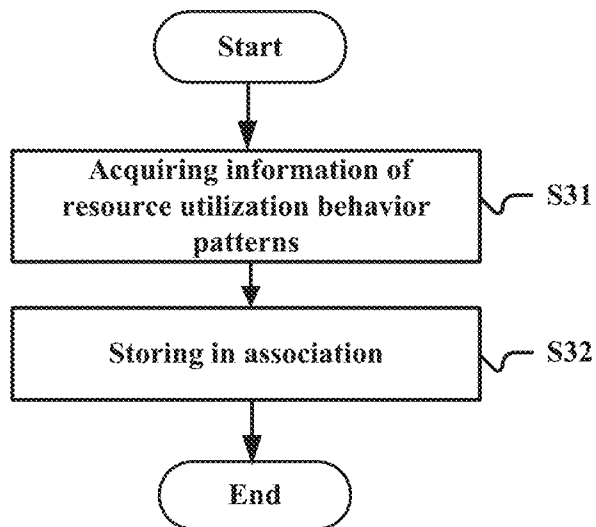 Start
Acquiring information of
resource utilization behavior
patterns
S31
Storing in association
S32
End